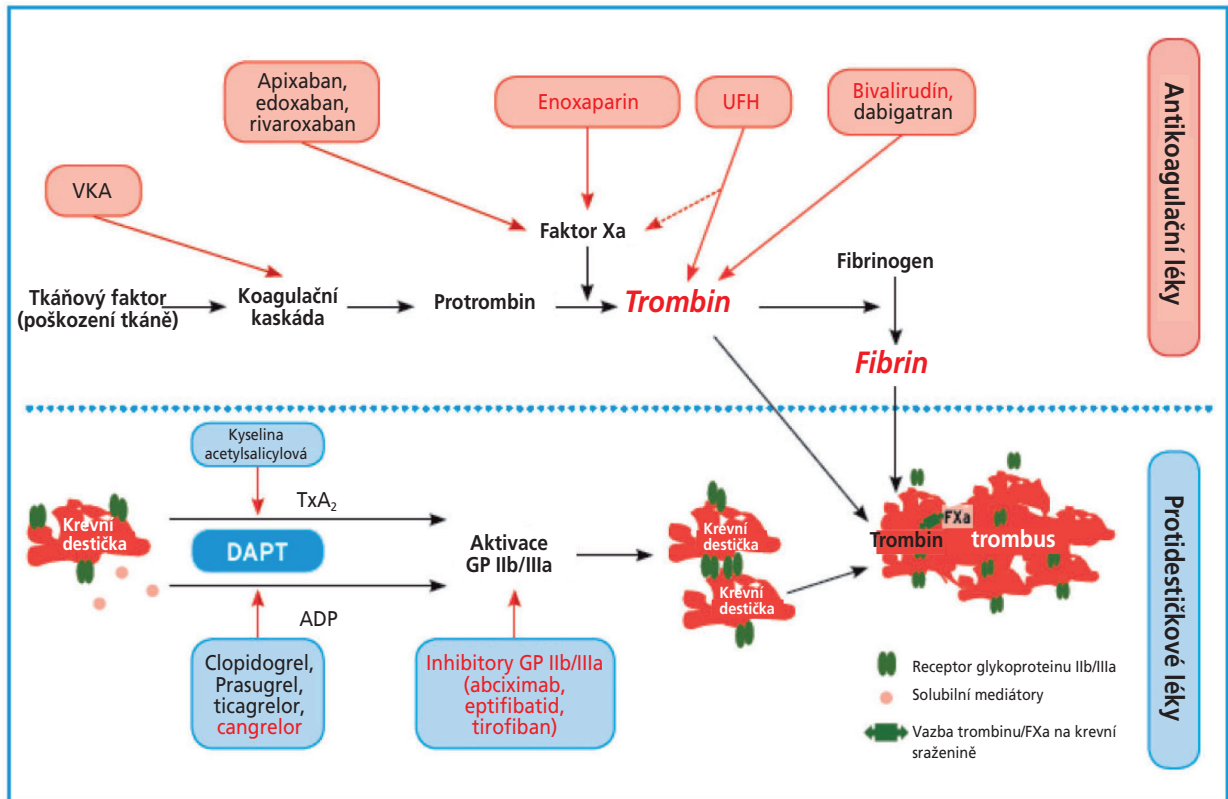 Apixaban,
edoxaban,
rivaroxaban
Enoxaparin
UFH
Bivalirudín,
dabigatran
Antikoagulační léky
VKA
Faktor Xa
Fibrinogen
Tkáňový faktor
(poškození tkáně)
Koagulační
kaskáda
Protrombin
Trombin
Fibrin
Kyselina
acetylsalicylová
TxA2
Krevní
destička
DAPT
ADP
Aktivace
GP IIb/IIIa
Krevní
destička
Krevní
destička
FXa
Trombin
trombus
Clopidogrel,
Prasugrel,
ticagrelor,
cangrelor
Inhibitory GP IIb/IIIa
(abciximab,
eptifibatid,
tirofiban)
Receptor glykoproteinu IIb/IIIa
Solubilní mediátory
Vazba trombinu/FXa na krevní
sraženině
Protidestičkové léky